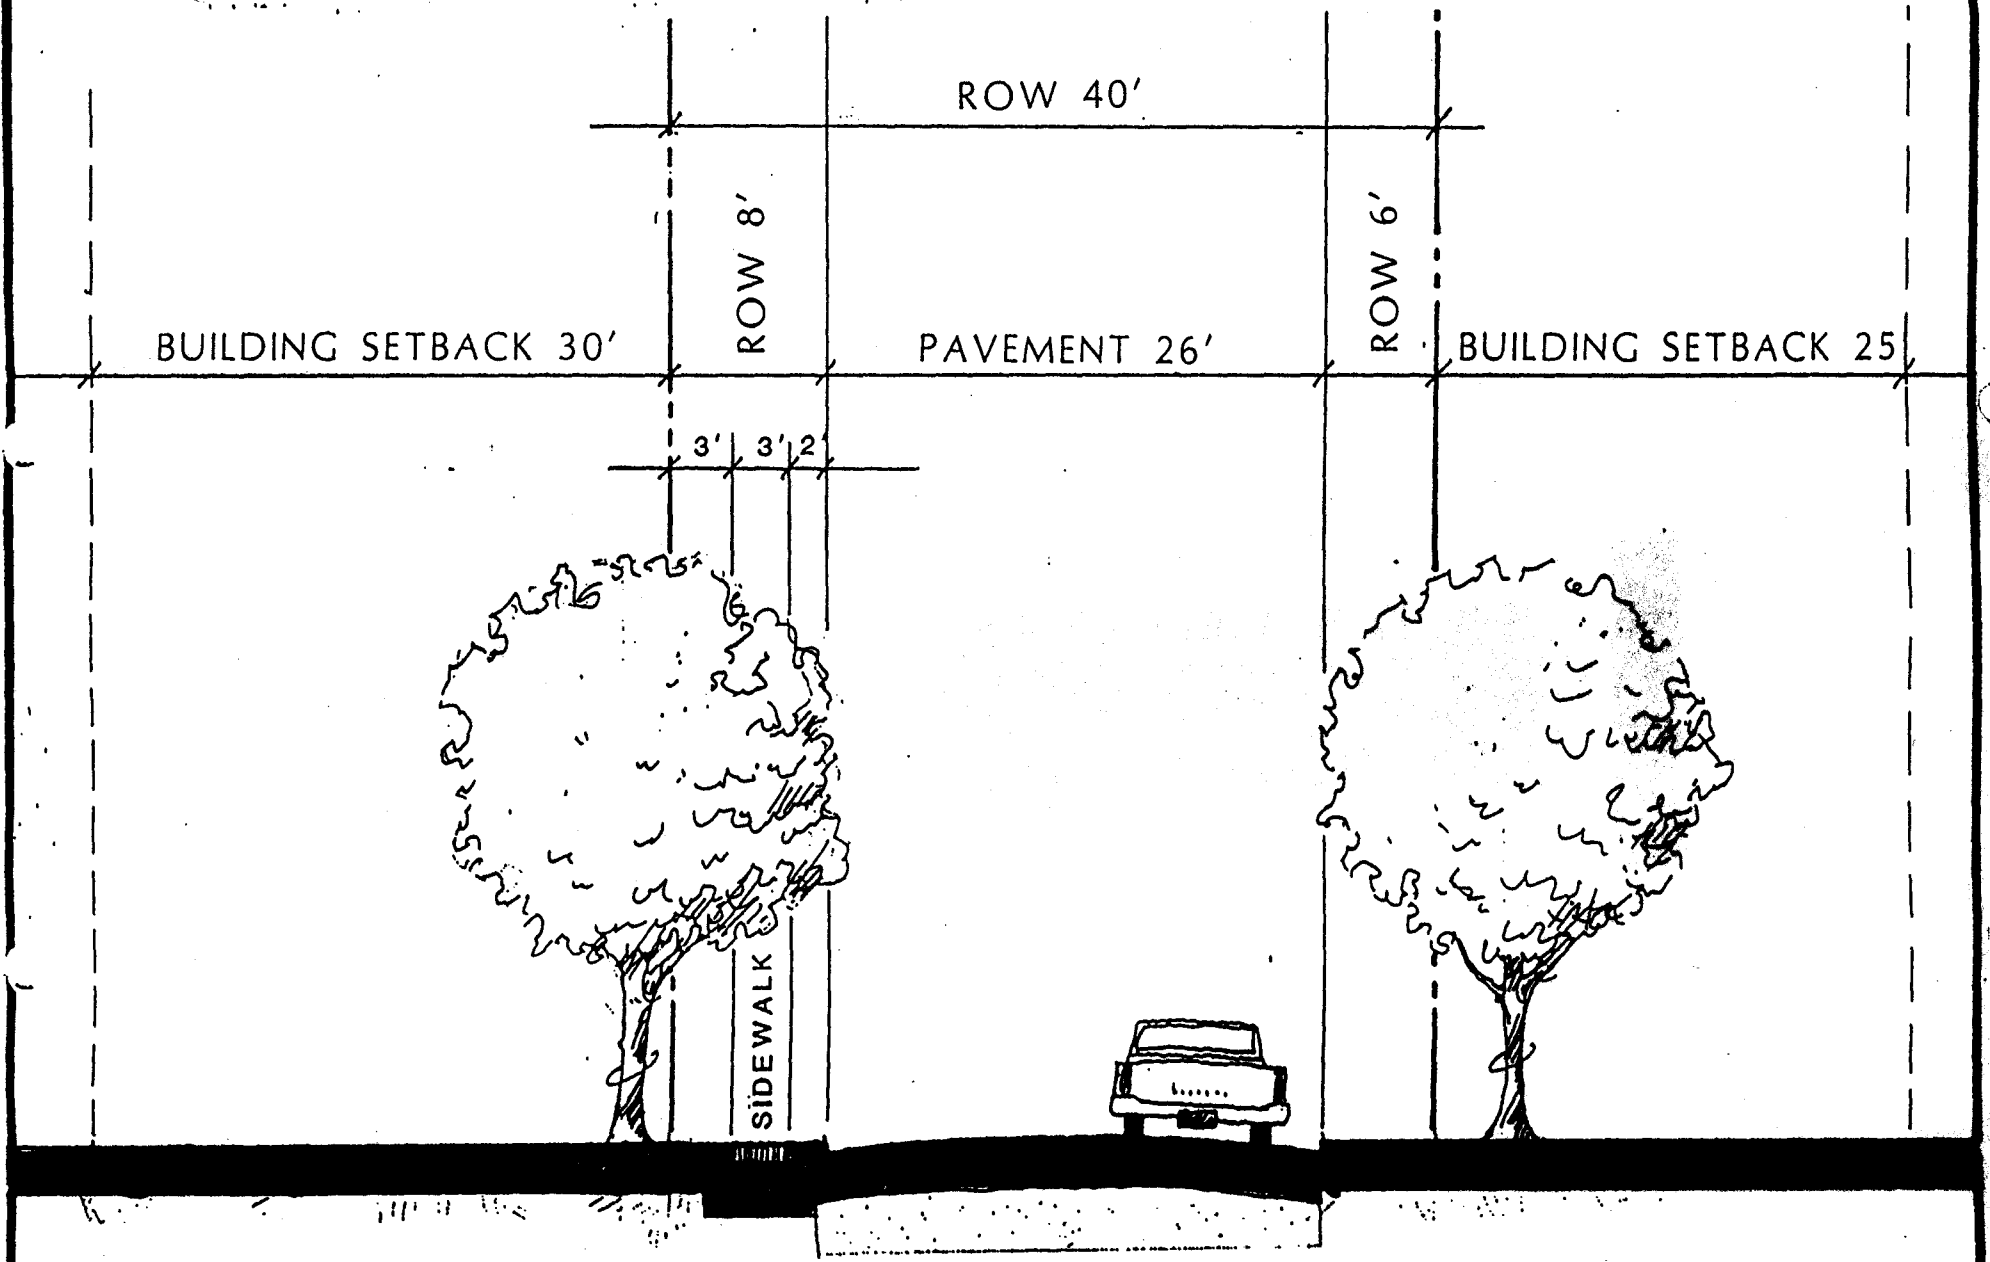 ROW 40'
ROW 8'
ROW 6'
BUILDING SETBACK 30'
PAVEMENT 26'
BUILDING SETBACK 25
3' 3' 2'
SIDEWALK